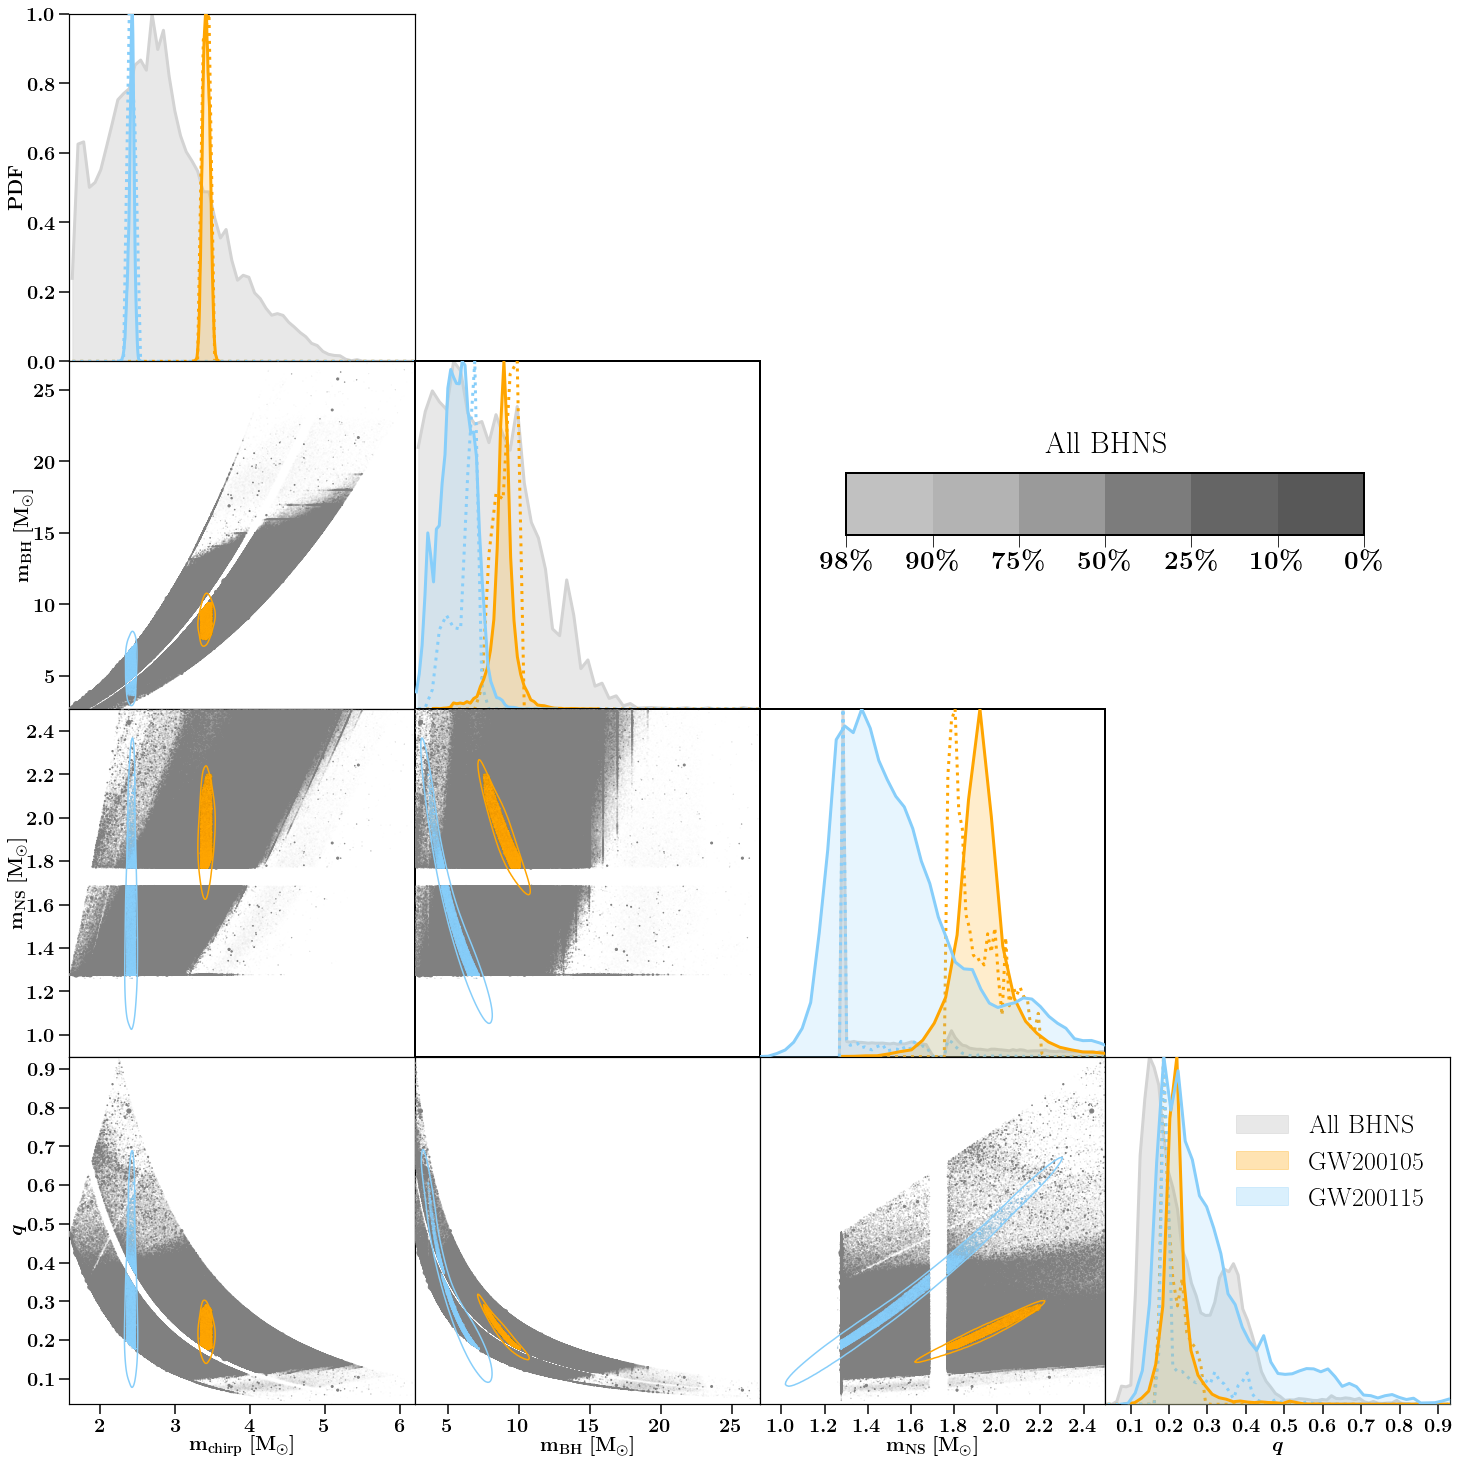 1.0
0.8
0.6
0.4
0.2
0.0
PDF
25
20
15
10
5
m_BH [M_⊙]
All BHNS
98% 90% 75% 50% 25% 10% 0%
2.4
2.2
2.0
1.8
1.6
1.4
1.2
1.0
m_NS [M_⊙]
0.9
0.8
0.7
0.6
0.5
0.4
0.3
0.2
0.1
q
All BHNS
GW200105
GW200115
2 3 4 5 6
m_chirp [M_⊙]
5 10 15 20 25
m_BH [M_⊙]
1.0 1.2 1.4 1.6 1.8 2.0 2.2 2.4
m_NS [M_⊙]
0.1 0.2 0.3 0.4 0.5 0.6 0.7 0.8 0.9
q